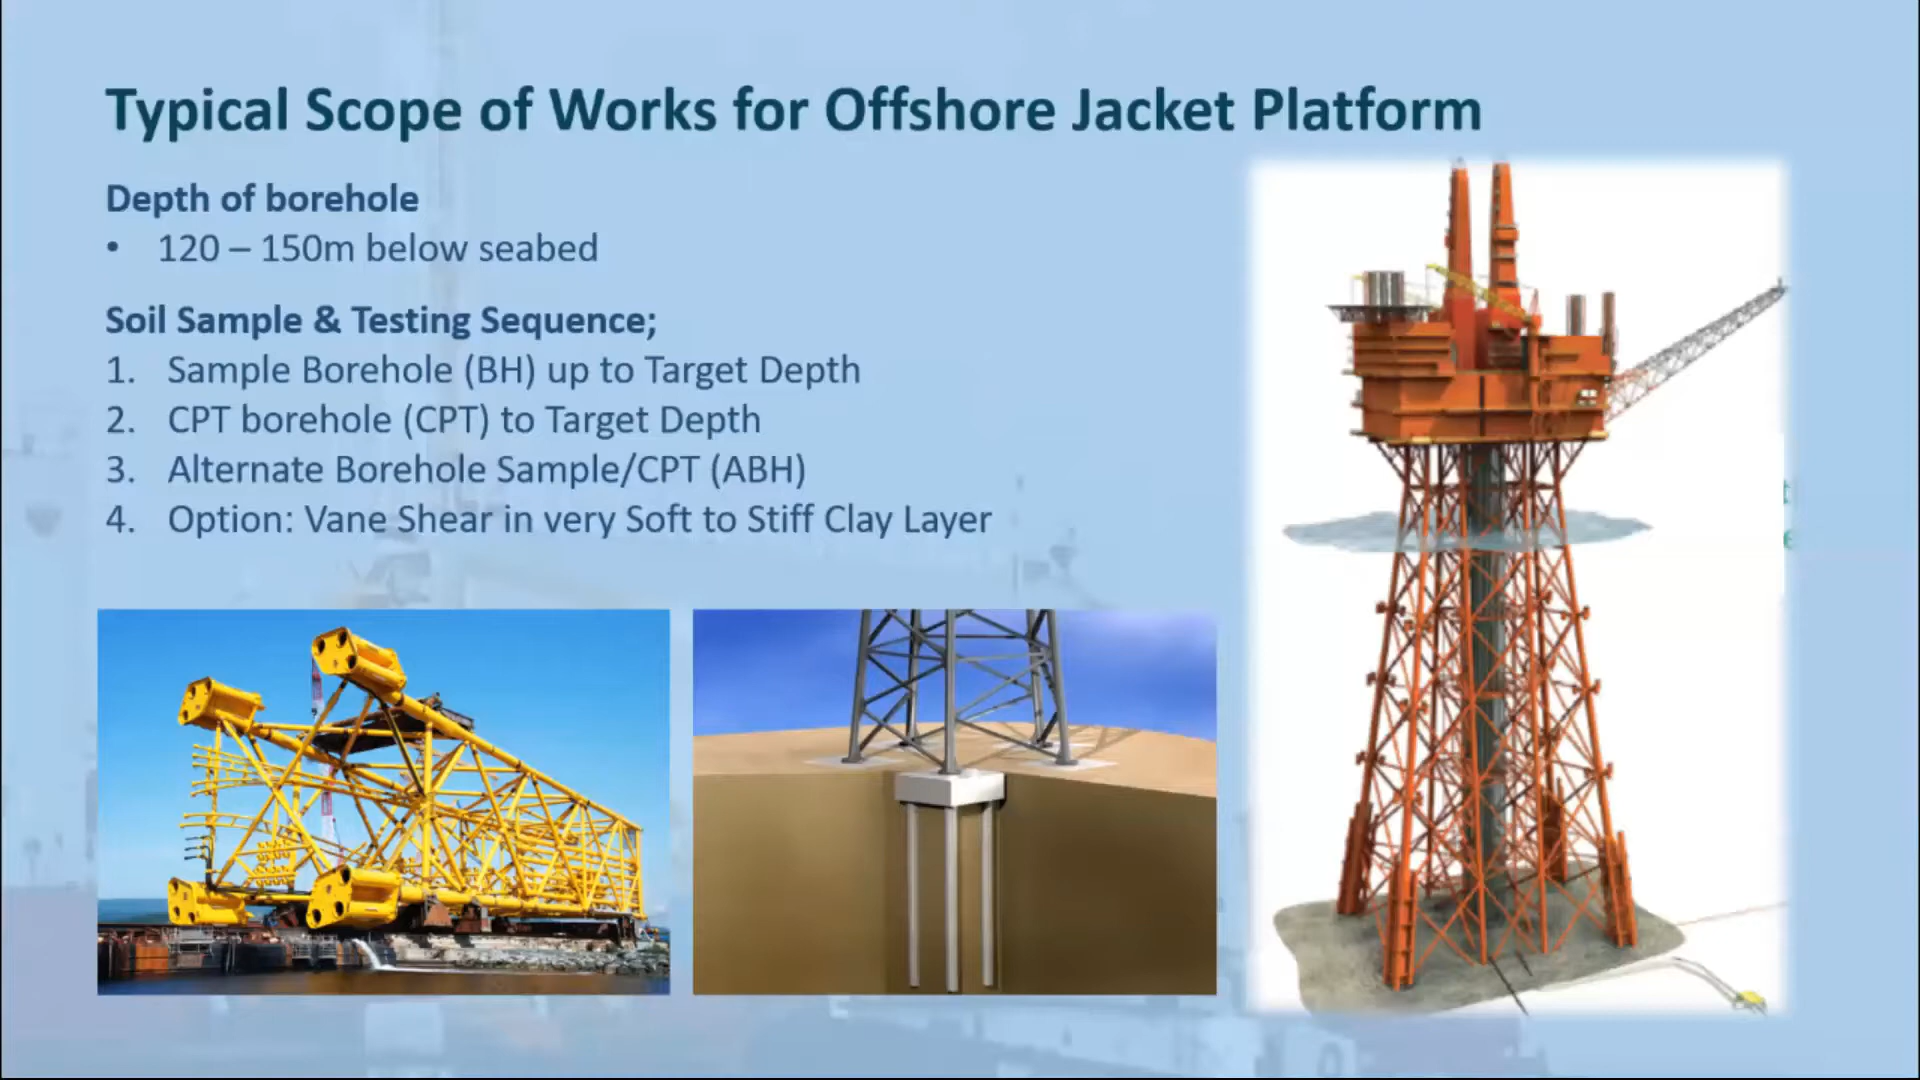 Typical Scope of Works for Offshore Jacket Platform
Depth of borehole
• 120 – 150m below seabed
Soil Sample & Testing Sequence;
1. Sample Borehole (BH) up to Target Depth
2. CPT borehole (CPT) to Target Depth
3. Alternate Borehole Sample/CPT (ABH)
4. Option: Vane Shear in very Soft to Stiff Clay Layer